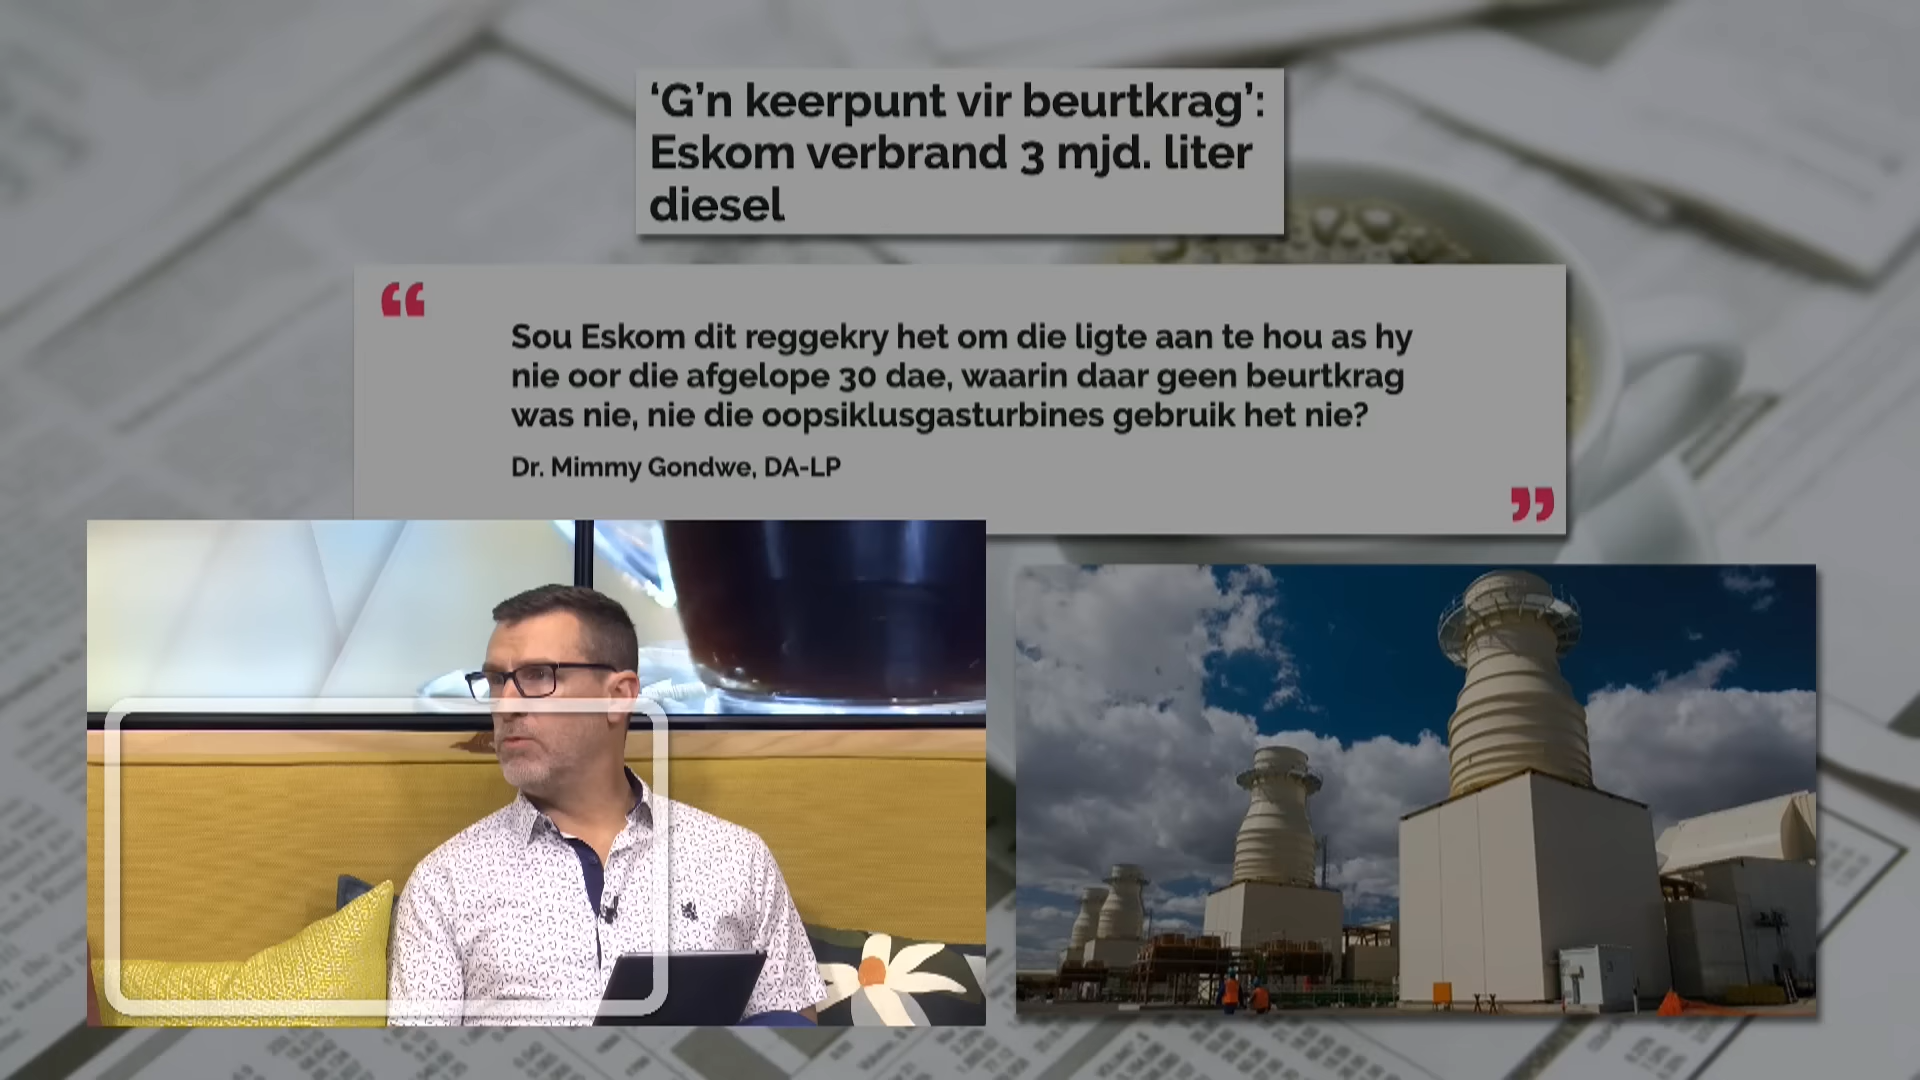 ‘G’n keerpunt vir beurtkrag’:
Eskom verbrand 3 mjd. liter
diesel
“
Sou Eskom dit reggekry het om die ligte aan te hou as hy
nie oor die afgelope 30 dae, waarin daar geen beurtkrag
was nie, nie die oopsiklusgasturbines gebruik het nie?
Dr. Mimmy Gondwe, DA-LP
”